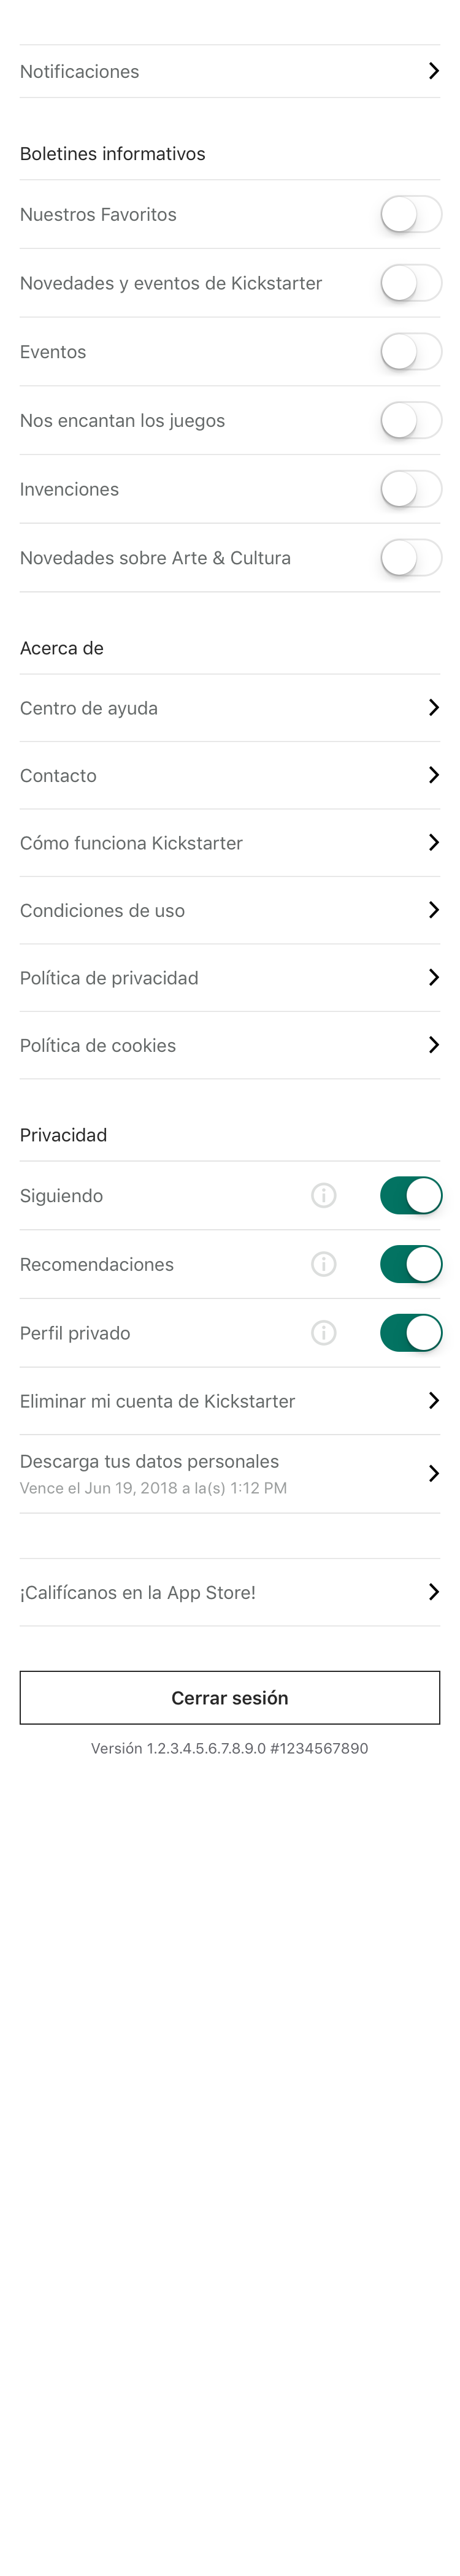 Notificaciones
Boletines informativos
Nuestros Favoritos
Novedades y eventos de Kickstarter
Eventos
Nos encantan los juegos
Invenciones
Novedades sobre Arte & Cultura
Acerca de
Centro de ayuda
Contacto
Cómo funciona Kickstarter
Condiciones de uso
Política de privacidad
Política de cookies
Privacidad
Siguiendo
Recomendaciones
Perfil privado
Eliminar mi cuenta de Kickstarter
Descarga tus datos personales
Vence el Jun 19, 2018 a la(s) 1:12 PM
¡Califícanos en la App Store!
Cerrar sesión
Versión 1.2.3.4.5.6.7.8.9.0 #1234567890